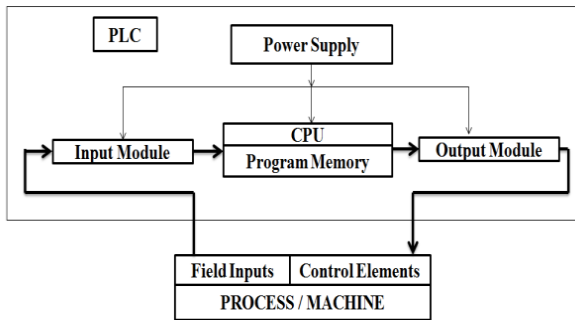 PLC
Power Supply
CPU
Input Module
Program Memory
Output Module
Field Inputs
Control Elements
PROCESS / MACHINE